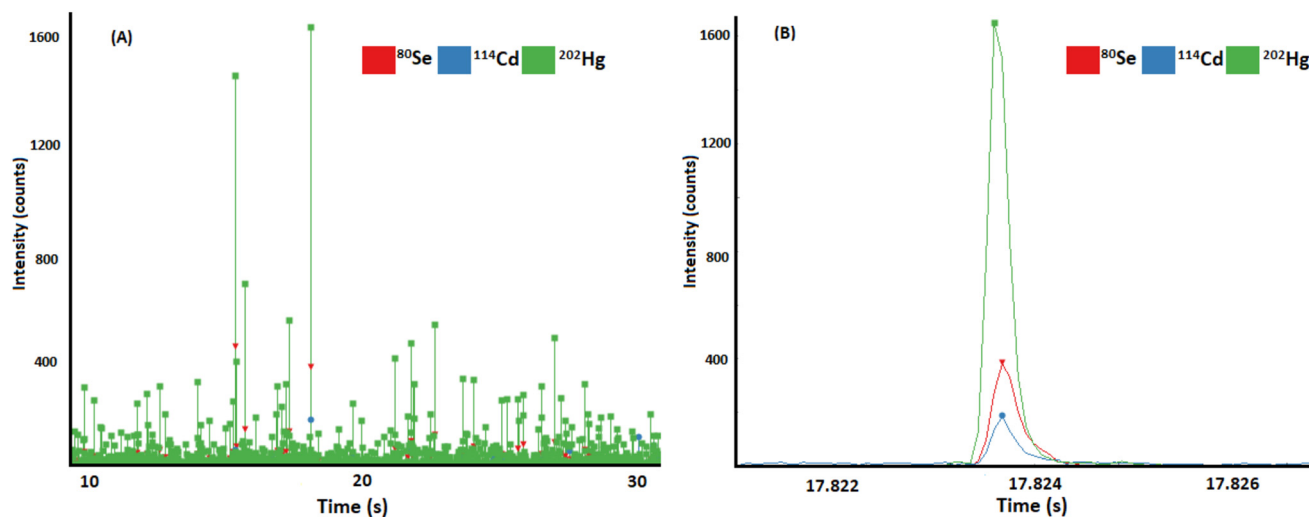 (A)
⁸⁰Se ¹¹⁴Cd ²⁰²Hg
Intensity (counts)
1600
1200
800
400
10 20 30
Time (s)
(B)
⁸⁰Se ¹¹⁴Cd ²⁰²Hg
Intensity (counts)
1600
1200
800
400
17.822 17.824 17.826
Time (s)